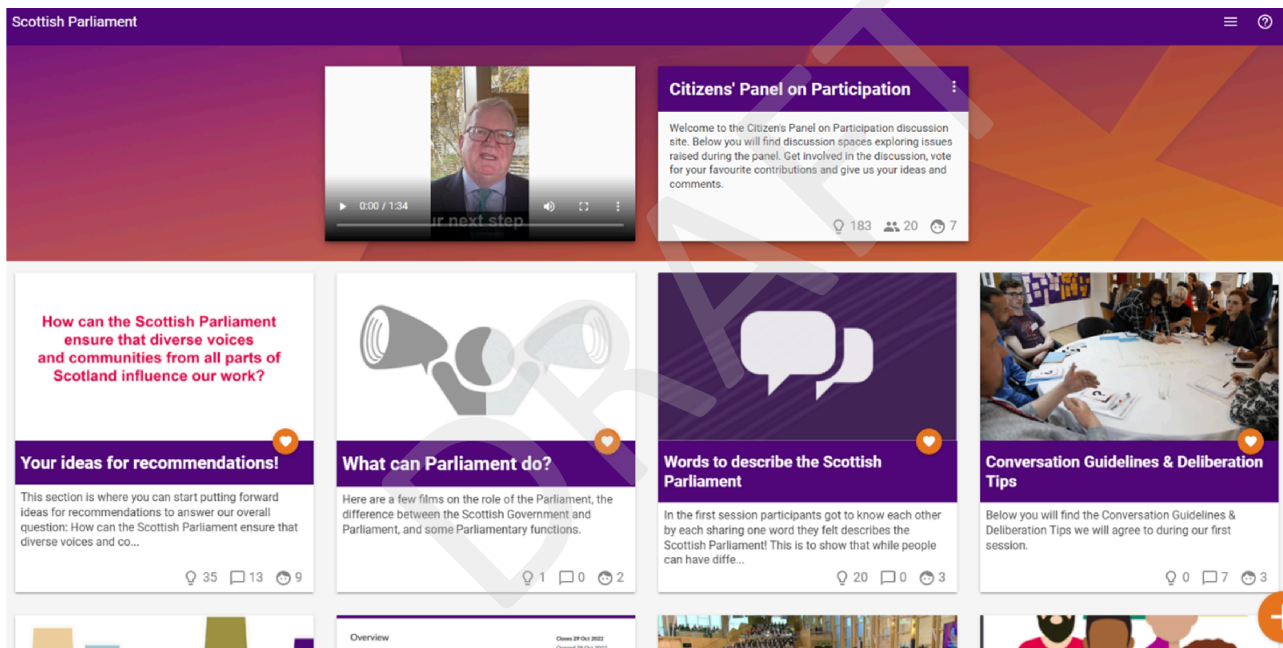 Scottish Parliament
Citizens' Panel on Participation
Welcome to the Citizen's Panel on Participation discussion
site. Below you will find discussion spaces exploring issues
raised during the panel. Get involved in the discussion, vote
for your favourite contributions and give us your ideas and
comments.
0:00 / 1:34
ur next step
183 20 7
How can the Scottish Parliament
ensure that diverse voices
and communities from all parts of
Scotland influence our work?
Your ideas for recommendations!
This section is where you can start putting forward
ideas for recommendations to answer our overall
question: How can the Scottish Parliament ensure that
diverse voices and co...
35 13 9
What can Parliament do?
Here are a few films on the role of the Parliament, the
difference between the Scottish Government and
Parliament, and some Parliamentary functions.
1 0 2
Words to describe the Scottish
Parliament
In the first session participants got to know each other
by each sharing one word they felt describes the
Scottish Parliament! This is to show that while people
can have diffe...
20 0 3
Conversation Guidelines & Deliberation
Tips
Below you will find the Conversation Guidelines &
Deliberation Tips we will agree to during our first
session.
0 7 3
Overview
Closes 29 Oct 2022
DRAFT